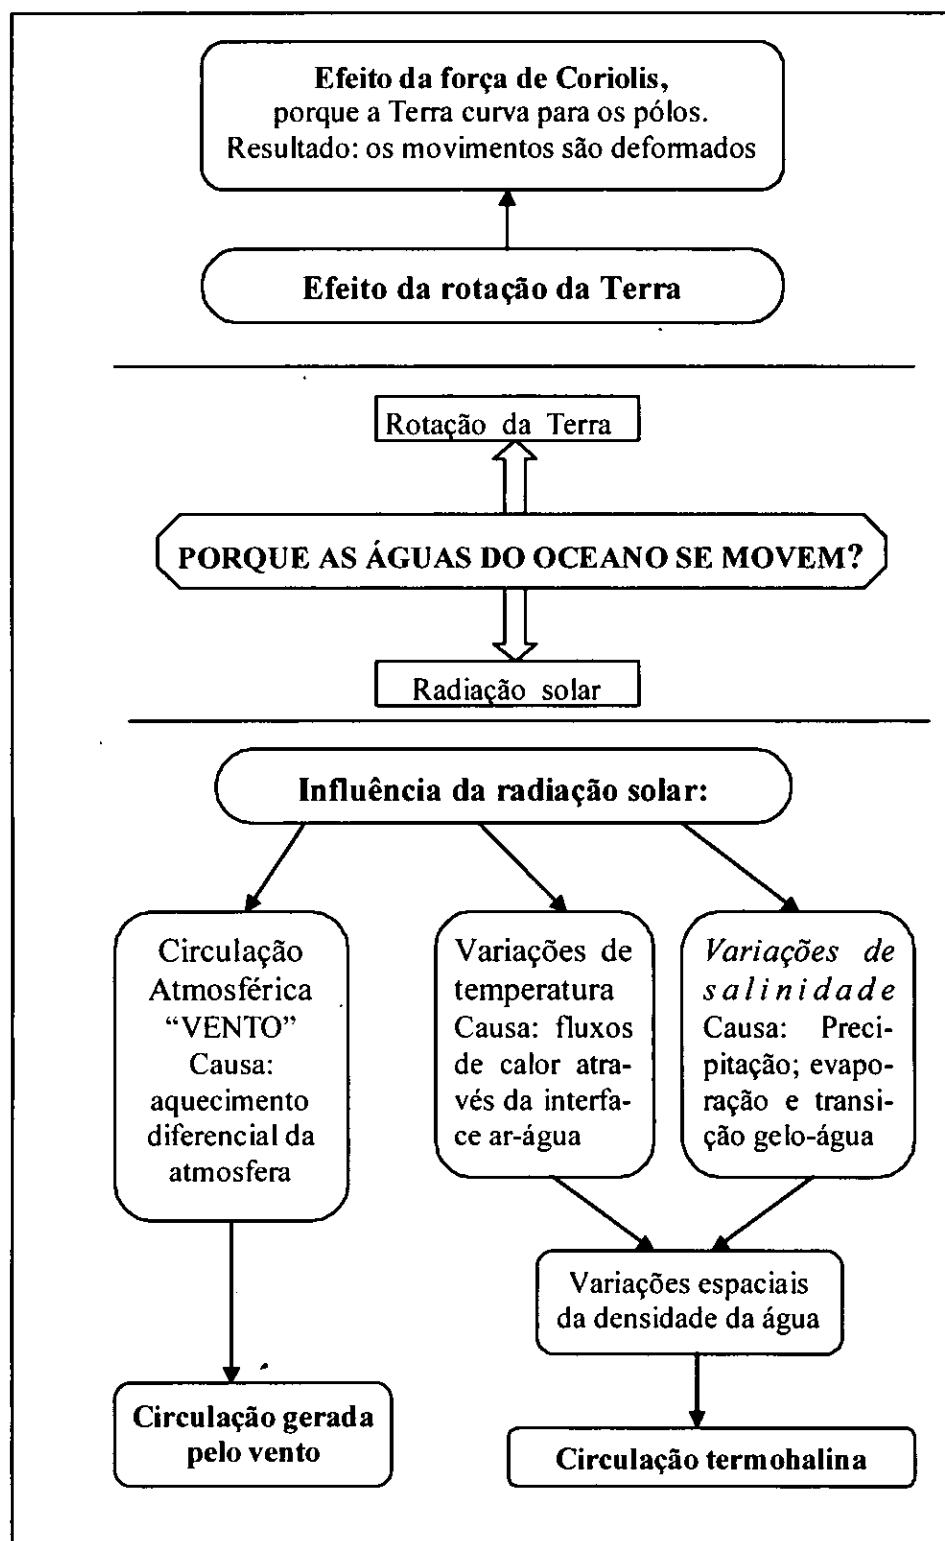 Efeito da força de Coriolis,
porque a Terra curva para os pólos.
Resultado: os movimentos são deformados
Efeito da rotação da Terra
Rotação da Terra
PORQUE AS ÁGUAS DO OCEANO SE MOVEM?
Radiação solar
Influência da radiação solar:
Circulação
Atmosférica
“VENTO”
Causa:
aquecimento
diferencial da
atmosfera
Variações de
temperatura
Causa: fluxos
de calor atra-
vés da interfa-
ce ar-água
Variações de
salinidade
Causa: Preci-
pitação; evapo-
ração e transi-
ção gelo-água
Variações espaciais
da densidade da água
Circulação gerada
pelo vento
Circulação termohalina